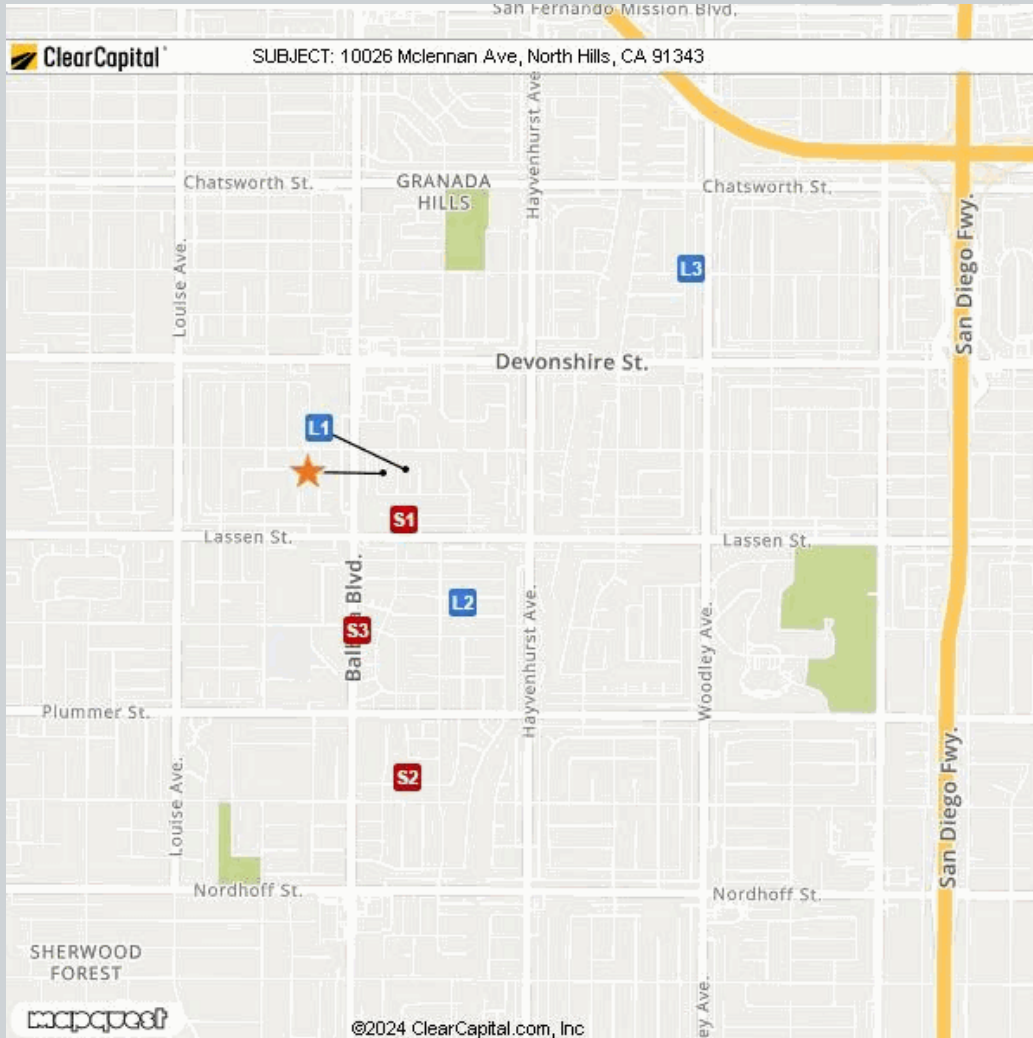 San Fernando Mission Blvd.
ClearCapital
SUBJECT: 10026 Mclennan Ave, North Hills, CA 91343
Hayvenhurst Ave
Chatsworth St.
GRANADA
HILLS
Chatsworth St.
San Diego Fwy.
Louise Ave.
L3
Devonshire St.
L1
S1
Lassen St.
Lassen St.
Blvd.
L2
S3
Hayvenhurst Ave.
Woodley Ave.
Plummer St.
San Diego Fwy.
Louise Ave.
S2
Nordhoff St.
Nordhoff St.
SHERWOOD
FOREST
Ave.
mapquest
©2024 ClearCapital.com, Inc